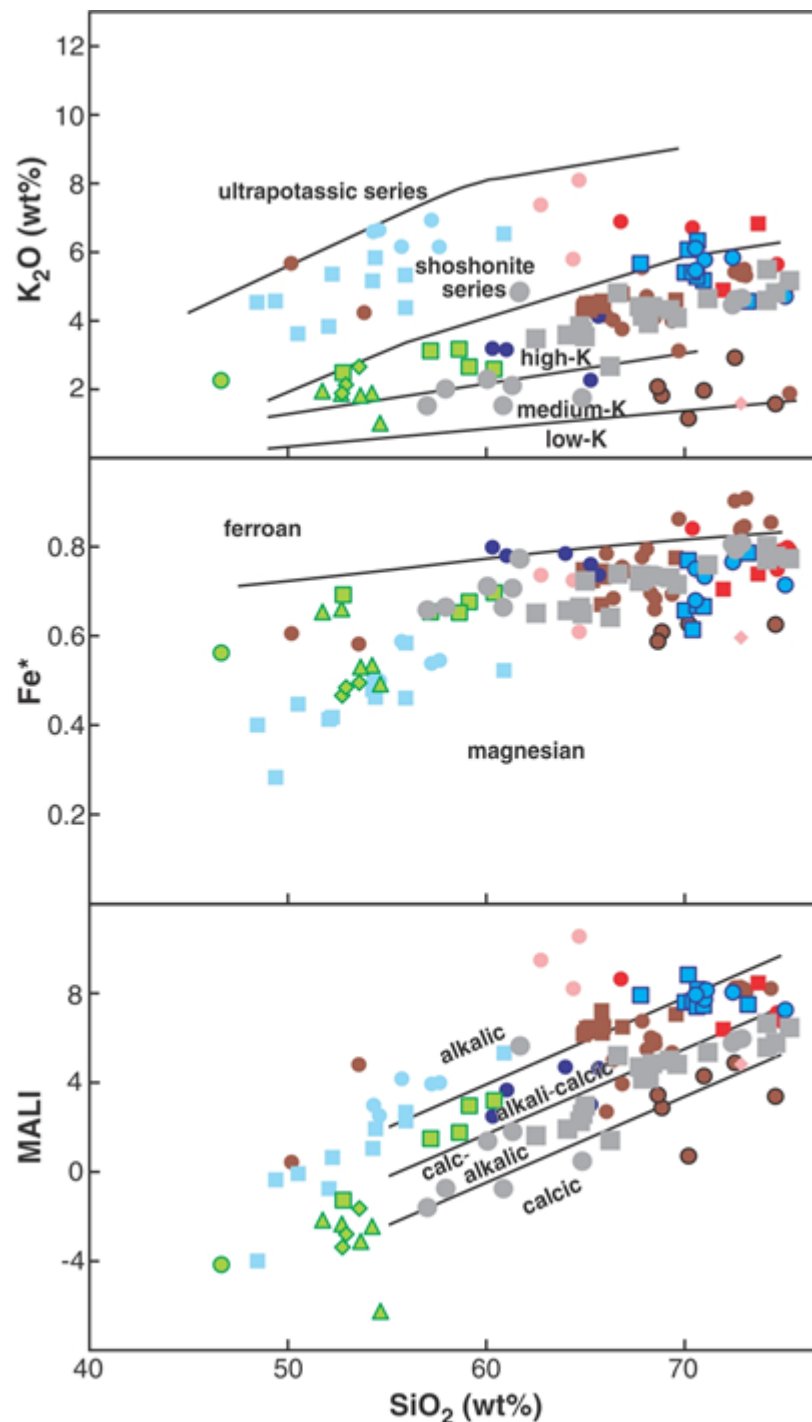 12
10
8
6
4
2
K₂O (wt%)
ultrapotassic series
shoshonite
series
high-K
medium-K
low-K
0.8
0.6
0.4
0.2
Fe*
ferroan
magnesian
8
4
0
-4
MALI
alkalic
alkali-calcic
calc-
alkalic
calcic
40 50 60 70
SiO₂ (wt%)